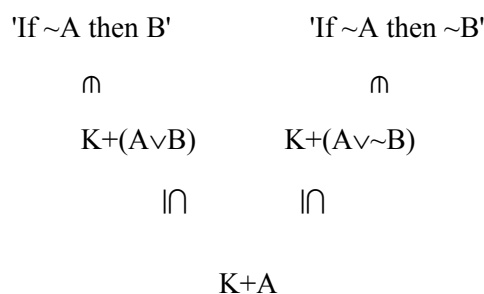 'If ~A then B' 'If ~A then ~B'
⋒ ⋒
K+(A∨B) K+(A∨~B)
|⋂ |⋂
K+A